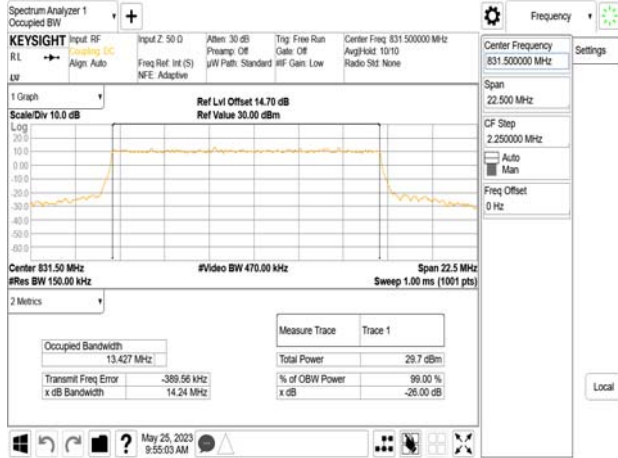 Spectrum Analyzer 1
Occupied BW
+
Frequency
KEYSIGHT Input: RF
RL
Coupling: DC
Align: Auto
LVI
Input Z: 50 Ω
Freq Ref: Int (S)
NFE: Adaptive
Atten: 30 dB
Preamp: Off
µW Path: Standard
Trig: Free Run
Gate: Off
#IF Gain: Low
Center Freq: 831.500000 MHz
Avg|Hold: 10/10
Radio Std: None
Center Frequency
831.500000 MHz
Settings
Span
22.500 MHz
CF Step
2.250000 MHz
Auto
Man
Freq Offset
0 Hz
Local
1 Graph
Scale/Div 10.0 dB
Ref Lvl Offset 14.70 dB
Ref Value 30.00 dBm
Log
20.0
10.0
0.00
-10.0
-20.0
-30.0
-40.0
-50.0
-60.0
Center 831.50 MHz
#Video BW 470.00 kHz
Span 22.5 MHz
#Res BW 150.00 kHz
Sweep 1.00 ms (1001 pts)
2 Metrics
Measure Trace Trace 1
Occupied Bandwidth
13.427 MHz
Total Power 29.7 dBm
Transmit Freq Error -389.56 kHz
% of OBW Power 99.00 %
x dB Bandwidth 14.24 MHz
x dB -26.00 dB
?
May 25, 2023
9:55:03 AM